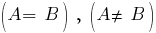 (A= B) , (A≠ B)